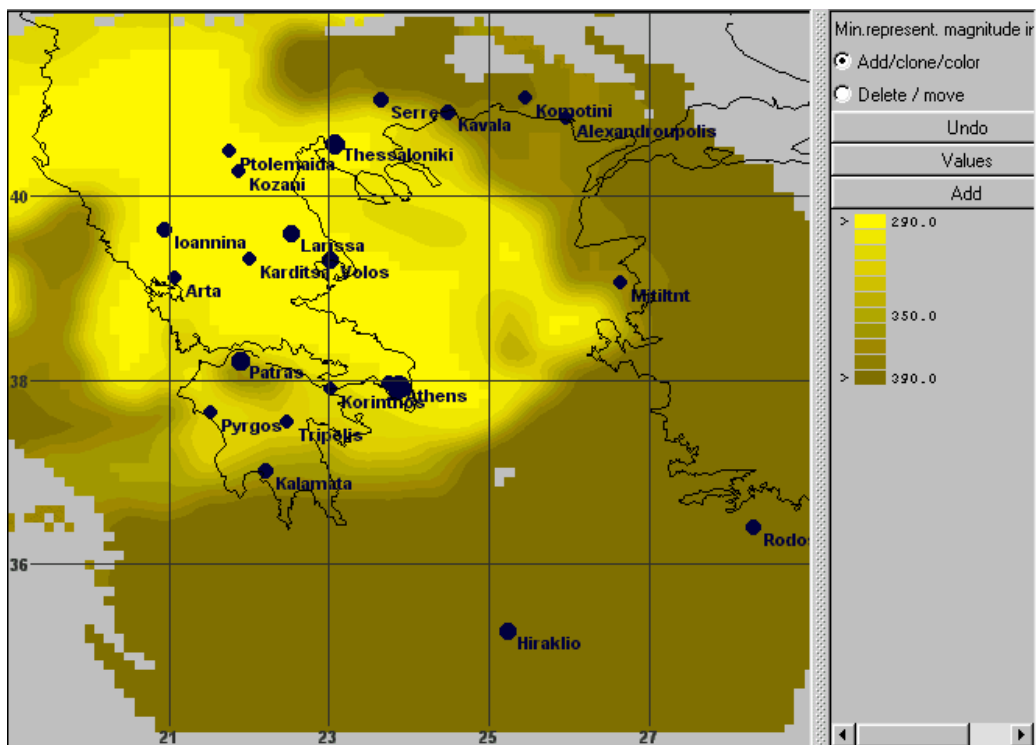 Min.represent. magnitude in
Add/clone/color
Delete / move
Undo
Values
Add
> 290.0
350.0
> 390.0
Serre
Komotini
Kavala
Alexandroupolis
Thessaloniki
Ptolemaida
Kozani
40
Ioannina
Larissa
Karditsa
Volos
Arta
Mitiltnt
38
Patras
Korinthos
Athens
Pyrgos
Tripolis
Kalamata
Rodos
36
Hiraklio
21
23
25
27